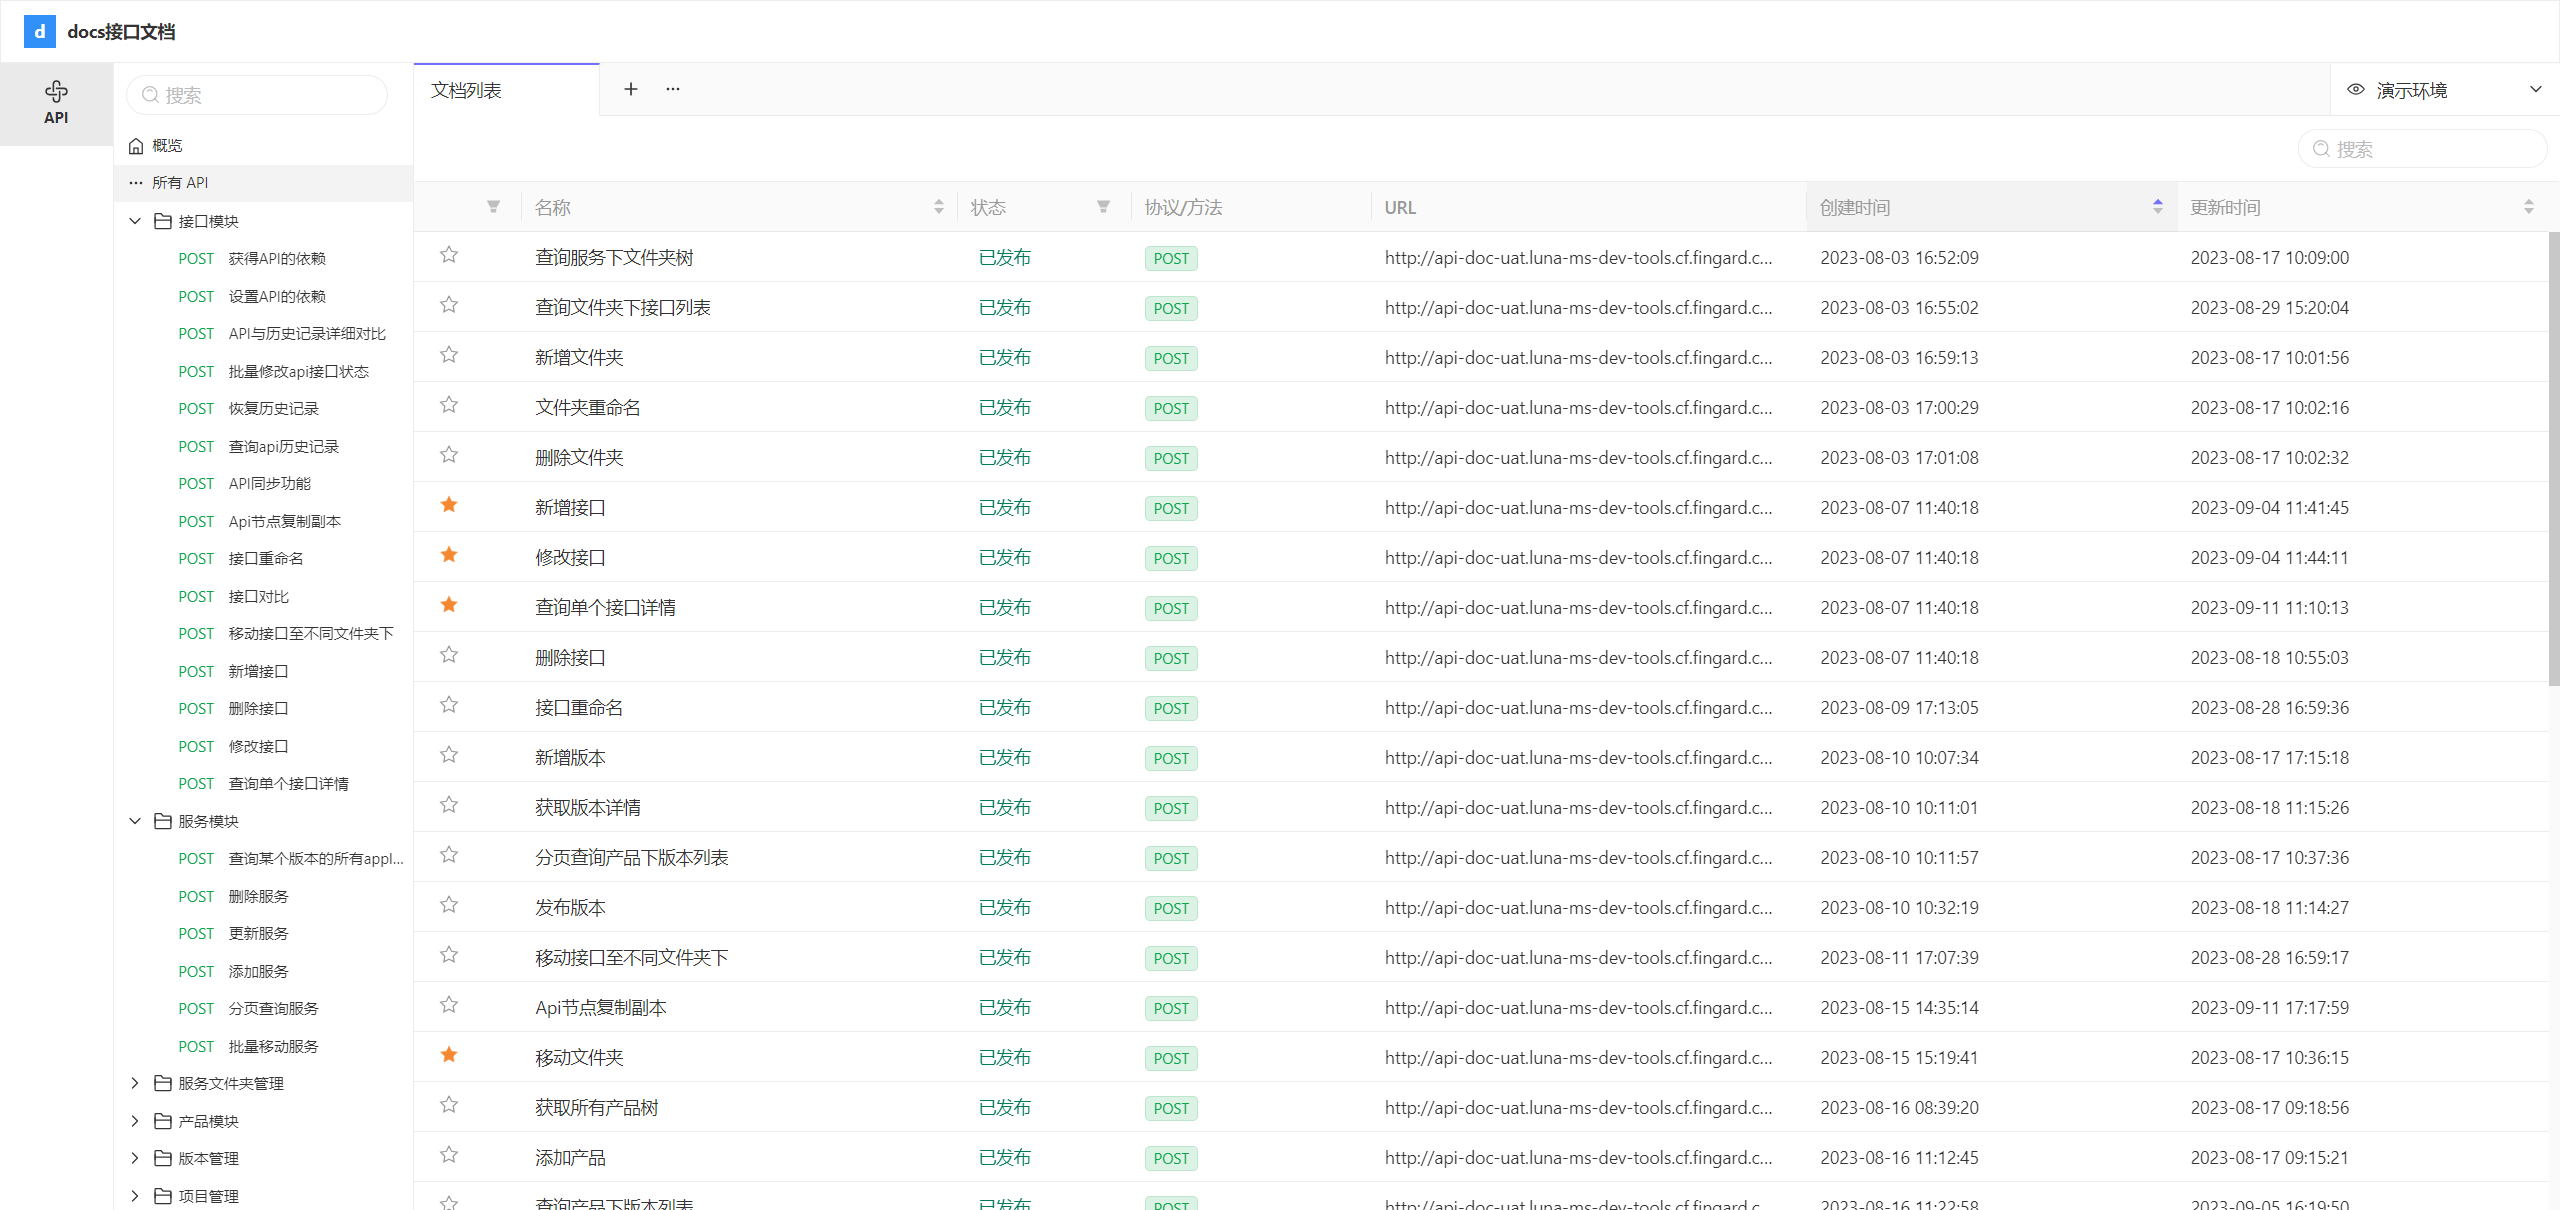 d docs接口文档
API
搜索
概览
所有 API
接口模块
POST 获得API的依赖
POST 设置API的依赖
POST API与历史记录详细对比
POST 批量修改api接口状态
POST 恢复历史记录
POST 查询api历史记录
POST API同步功能
POST Api节点复制副本
POST 接口重命名
POST 接口对比
POST 移动接口至不同文件夹下
POST 新增接口
POST 删除接口
POST 修改接口
POST 查询单个接口详情
服务模块
POST 查询某个版本的所有appl...
POST 删除服务
POST 更新服务
POST 添加服务
POST 分页查询服务
POST 批量移动服务
服务文件夹管理
产品模块
版本管理
项目管理
文档列表 + ...
演示环境
搜索
名称 状态 协议/方法 URL 创建时间 更新时间
查询服务下文件夹树 已发布 POST http://api-doc-uat.luna-ms-dev-tools.cf.fingard.c... 2023-08-03 16:52:09 2023-08-17 10:09:00
查询文件夹下接口列表 已发布 POST http://api-doc-uat.luna-ms-dev-tools.cf.fingard.c... 2023-08-03 16:55:02 2023-08-29 15:20:04
新增文件夹 已发布 POST http://api-doc-uat.luna-ms-dev-tools.cf.fingard.c... 2023-08-03 16:59:13 2023-08-17 10:01:56
文件夹重命名 已发布 POST http://api-doc-uat.luna-ms-dev-tools.cf.fingard.c... 2023-08-03 17:00:29 2023-08-17 10:02:16
删除文件夹 已发布 POST http://api-doc-uat.luna-ms-dev-tools.cf.fingard.c... 2023-08-03 17:01:08 2023-08-17 10:02:32
新增接口 已发布 POST http://api-doc-uat.luna-ms-dev-tools.cf.fingard.c... 2023-08-07 11:40:18 2023-09-04 11:41:45
修改接口 已发布 POST http://api-doc-uat.luna-ms-dev-tools.cf.fingard.c... 2023-08-07 11:40:18 2023-09-04 11:44:11
查询单个接口详情 已发布 POST http://api-doc-uat.luna-ms-dev-tools.cf.fingard.c... 2023-08-07 11:40:18 2023-09-11 11:10:13
删除接口 已发布 POST http://api-doc-uat.luna-ms-dev-tools.cf.fingard.c... 2023-08-07 11:40:18 2023-08-18 10:55:03
接口重命名 已发布 POST http://api-doc-uat.luna-ms-dev-tools.cf.fingard.c... 2023-08-09 17:13:05 2023-08-28 16:59:36
新增版本 已发布 POST http://api-doc-uat.luna-ms-dev-tools.cf.fingard.c... 2023-08-10 10:07:34 2023-08-17 17:15:18
获取版本详情 已发布 POST http://api-doc-uat.luna-ms-dev-tools.cf.fingard.c... 2023-08-10 10:11:01 2023-08-18 11:15:26
分页查询产品下版本列表 已发布 POST http://api-doc-uat.luna-ms-dev-tools.cf.fingard.c... 2023-08-10 10:11:57 2023-08-17 10:37:36
发布版本 已发布 POST http://api-doc-uat.luna-ms-dev-tools.cf.fingard.c... 2023-08-10 10:32:19 2023-08-18 11:14:27
移动接口至不同文件夹下 已发布 POST http://api-doc-uat.luna-ms-dev-tools.cf.fingard.c... 2023-08-11 17:07:39 2023-08-28 16:59:17
Api节点复制副本 已发布 POST http://api-doc-uat.luna-ms-dev-tools.cf.fingard.c... 2023-08-15 14:35:14 2023-09-11 17:17:59
移动文件夹 已发布 POST http://api-doc-uat.luna-ms-dev-tools.cf.fingard.c... 2023-08-15 15:19:41 2023-08-17 10:36:15
获取所有产品树 已发布 POST http://api-doc-uat.luna-ms-dev-tools.cf.fingard.c... 2023-08-16 08:39:20 2023-08-17 09:18:56
添加产品 已发布 POST http://api-doc-uat.luna-ms-dev-tools.cf.fingard.c... 2023-08-16 11:12:45 2023-08-17 09:15:21
查询产品下版本列表 已发布 POST http://api-doc-uat.luna-ms-dev-tools.cf.fingard.c... 2023-08-16 11:22:58 2023-09-05 16:19:50